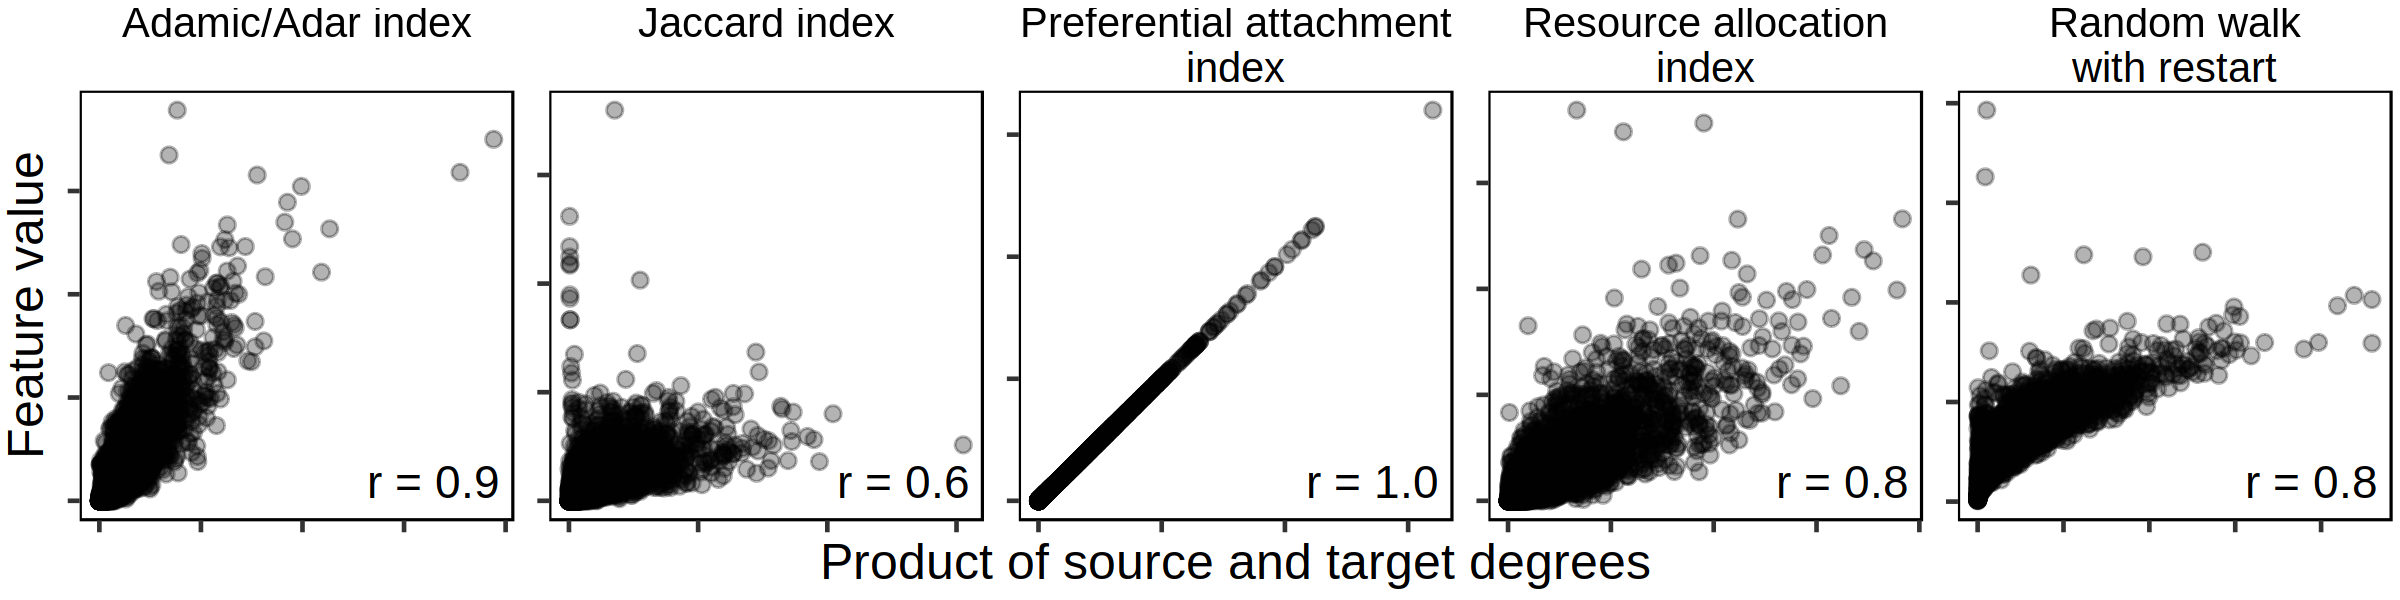 Adamic/Adar index
Jaccard index
Preferential attachment
index
Resource allocation
index
Random walk
with restart
Feature value
r = 0.9
r = 0.6
r = 1.0
r = 0.8
r = 0.8
Product of source and target degrees